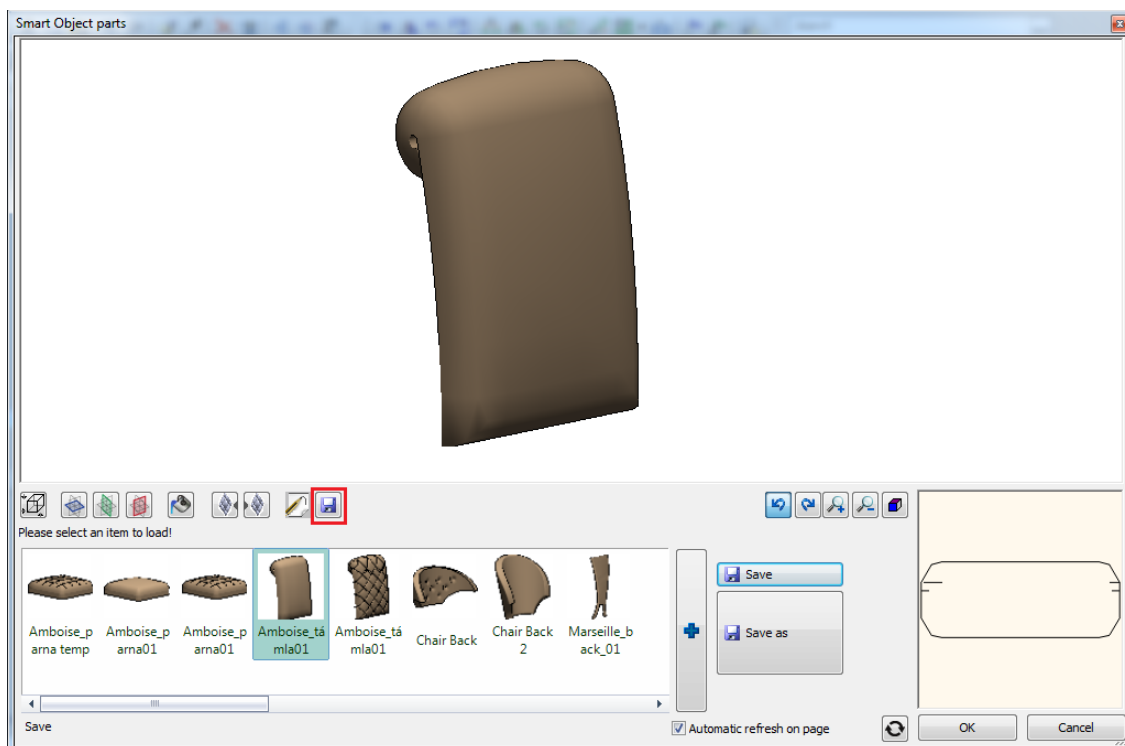 Smart Object parts
Please select an item to load!
Amboise_p
arna temp
Amboise_p
arna01
Amboise_p
arna01
Amboise_tá
mla01
Amboise_tá
mla01
Chair Back
Chair Back
2
Marseille_b
ack_01
Save
Save as
Save
Automatic refresh on page
OK
Cancel